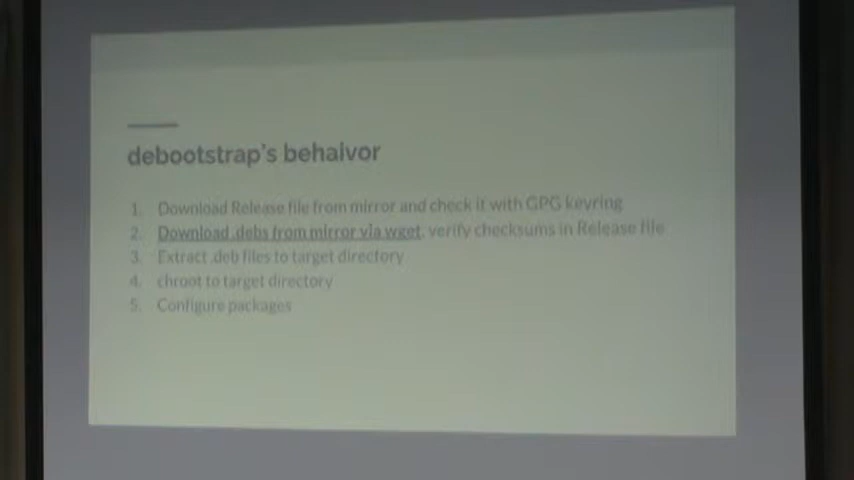 debootstrap's behaivor
1. Download Release file from mirror and check it with GPG keyring
2. Download .debs from mirror via wget, verify checksums in Release file
3. Extract .deb files to target directory
4. chroot to target directory
5. Configure packages